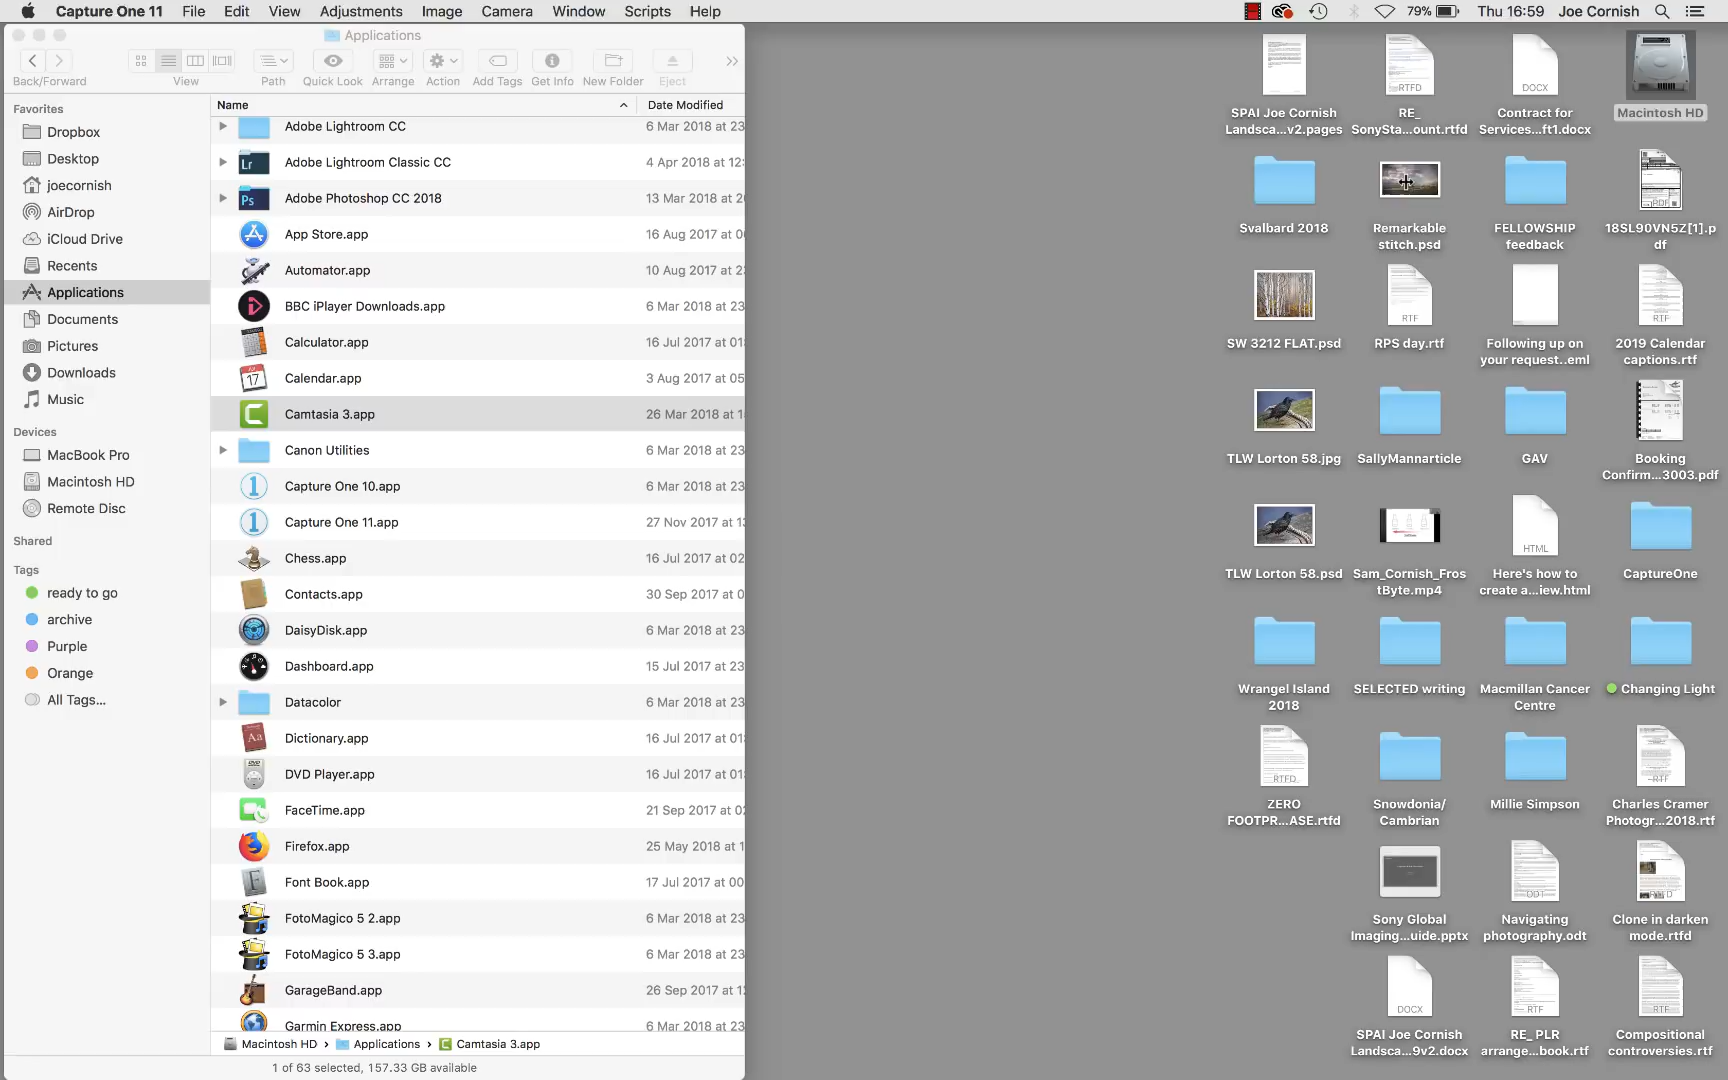 Capture One 11 File Edit View Adjustments Image Camera Window Scripts Help 79% Thu 16:59 Joe Cornish
Applications
Back/Forward View Path Quick Look Arrange Action Add Tags Get Info New Folder Eject
Favorites
Dropbox
Desktop
joecornish
AirDrop
iCloud Drive
Recents
Applications
Documents
Pictures
Downloads
Music
Devices
MacBook Pro
Macintosh HD
Remote Disc
Shared
Tags
ready to go
archive
Purple
Orange
All Tags...
Name Date Modified
Adobe Lightroom CC 6 Mar 2018 at 23
Adobe Lightroom Classic CC 4 Apr 2018 at 12:
Adobe Photoshop CC 2018 13 Mar 2018 at 2
App Store.app 16 Aug 2017 at 0
Automator.app 10 Aug 2017 at 2
BBC iPlayer Downloads.app 6 Mar 2018 at 23
Calculator.app 16 Jul 2017 at 01
Calendar.app 3 Aug 2017 at 05
Camtasia 3.app 26 Mar 2018 at 1
Canon Utilities 6 Mar 2018 at 23
Capture One 10.app 6 Mar 2018 at 23
Capture One 11.app 27 Nov 2017 at 1
Chess.app 16 Jul 2017 at 02
Contacts.app 30 Sep 2017 at 0
DaisyDisk.app 6 Mar 2018 at 23
Dashboard.app 15 Jul 2017 at 23
Datacolor 6 Mar 2018 at 23
Dictionary.app 16 Jul 2017 at 01
DVD Player.app 16 Jul 2017 at 01
FaceTime.app 21 Sep 2017 at 02
Firefox.app 25 May 2018 at 1
Font Book.app 17 Jul 2017 at 00
FotoMagico 5 2.app 6 Mar 2018 at 23
FotoMagico 5 3.app 6 Mar 2018 at 23
GarageBand.app 26 Sep 2017 at 1
Garmin Express.app 6 Mar 2018 at 23
Macintosh HD › Applications › Camtasia 3.app
1 of 63 selected, 157.33 GB available
RTFD DOCX
SPAI Joe Cornish RE_ Contract for Macintosh HD
Landsca...v2.pages SonySta...ount.rtfd Services...ft1.docx
PDF
Svalbard 2018 Remarkable FELLOWSHIP 18SL90VN5Z[1].p
stitch.psd feedback df
RTF RTF
SW 3212 FLAT.psd RPS day.rtf Following up on 2019 Calendar
your request..eml captions.rtf
TLW Lorton 58.jpg SallyMannarticle GAV Booking
Confirm...3003.pdf
HTML
TLW Lorton 58.psd Sam_Cornish_Fros Here's how to CaptureOne
tByte.mp4 create a...iew.html
Wrangel Island SELECTED writing Macmillan Cancer Changing Light
2018 Centre
RTFD RTF
ZERO Snowdonia/ Millie Simpson Charles Cramer
FOOTPR...ASE.rtfd Cambrian Photogr...2018.rtf
ODT
Sony Global Navigating Clone in darken
Imaging...uide.pptx photography.odt mode.rtfd
DOCX RTF RTF
SPAI Joe Cornish RE_ PLR Compositional
Landsca...9v2.docx arrange...book.rtf controversies.rtf